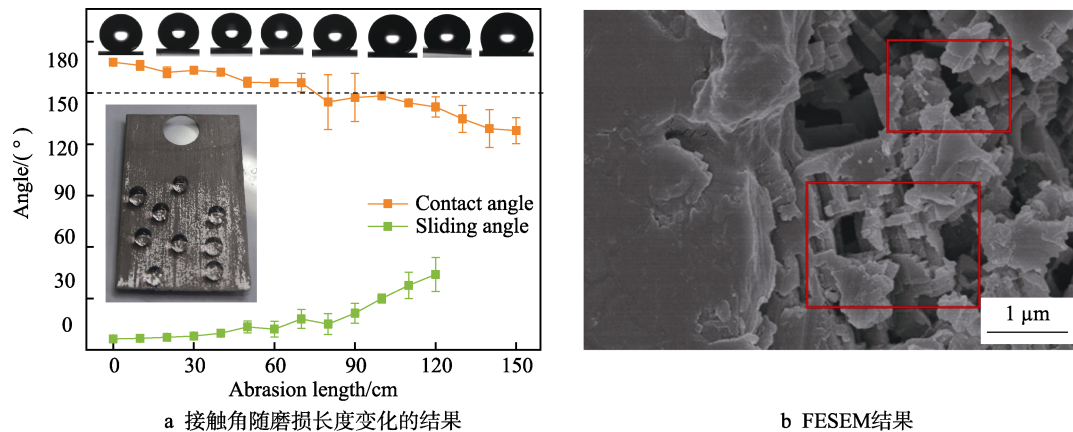 180
150
120
90
60
30
0
Angle/( ° )
Contact angle
Sliding angle
0 30 60 90 120 150
Abrasion length/cm
a 接触角随磨损长度变化的结果
1 μm
b FESEM结果